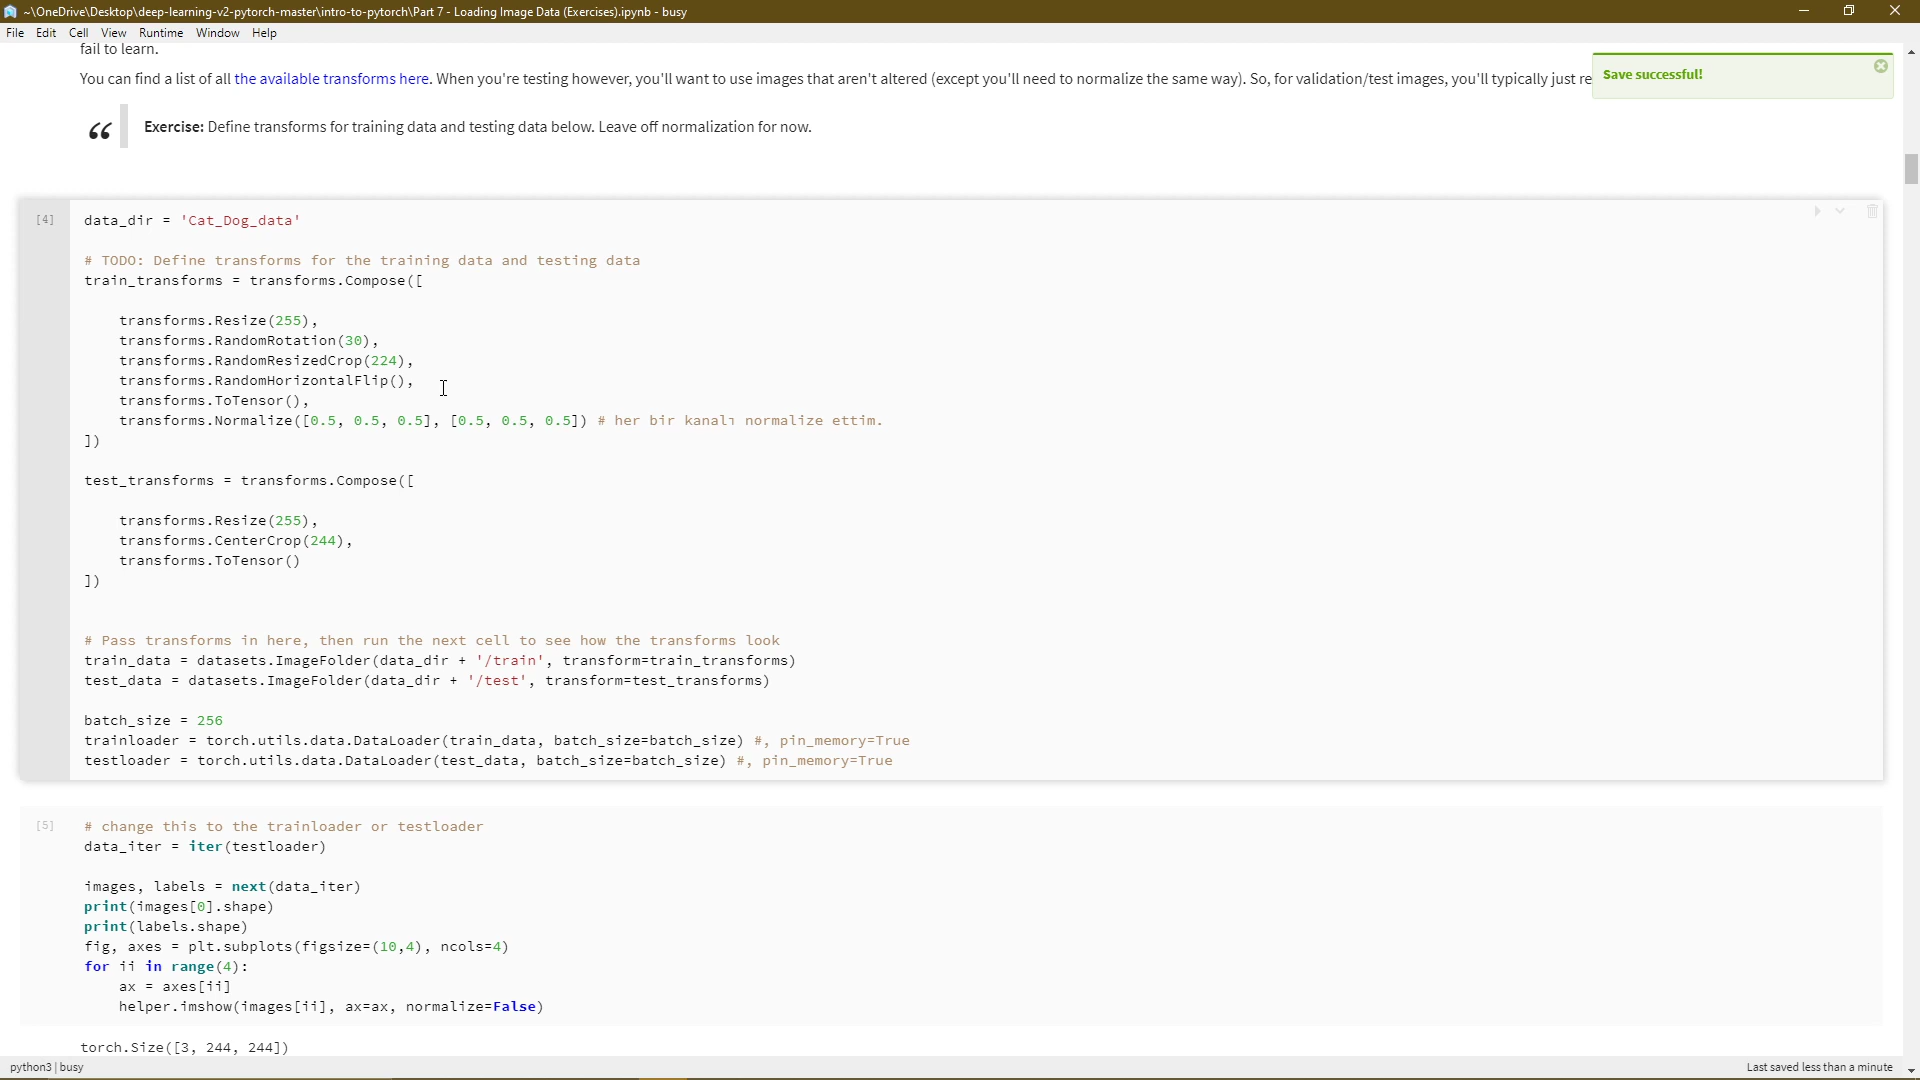 ~\OneDrive\Desktop\deep-learning-v2-pytorch-master\intro-to-pytorch\Part 7 - Loading Image Data (Exercises).ipynb - busy
File Edit Cell View Runtime Window Help
fail to learn.
You can find a list of all the available transforms here. When you're testing however, you'll want to use images that aren't altered (except you'll need to normalize the same way). So, for validation/test images, you'll typically just re
Save successful!
“ Exercise: Define transforms for training data and testing data below. Leave off normalization for now.
[4] data_dir = 'Cat_Dog_data'
# TODO: Define transforms for the training data and testing data
train_transforms = transforms.Compose([
transforms.Resize(255),
transforms.RandomRotation(30),
transforms.RandomResizedCrop(224),
transforms.RandomHorizontalFlip(),
transforms.ToTensor(),
transforms.Normalize([0.5, 0.5, 0.5], [0.5, 0.5, 0.5]) # her bir kanalı normalize ettim.
])
test_transforms = transforms.Compose([
transforms.Resize(255),
transforms.CenterCrop(244),
transforms.ToTensor()
])
# Pass transforms in here, then run the next cell to see how the transforms look
train_data = datasets.ImageFolder(data_dir + '/train', transform=train_transforms)
test_data = datasets.ImageFolder(data_dir + '/test', transform=test_transforms)
batch_size = 256
trainloader = torch.utils.data.DataLoader(train_data, batch_size=batch_size) #, pin_memory=True
testloader = torch.utils.data.DataLoader(test_data, batch_size=batch_size) #, pin_memory=True
[5] # change this to the trainloader or testloader
data_iter = iter(testloader)
images, labels = next(data_iter)
print(images[0].shape)
print(labels.shape)
fig, axes = plt.subplots(figsize=(10,4), ncols=4)
for ii in range(4):
ax = axes[ii]
helper.imshow(images[ii], ax=ax, normalize=False)
torch.Size([3, 244, 244])
python3 | busy
Last saved less than a minute